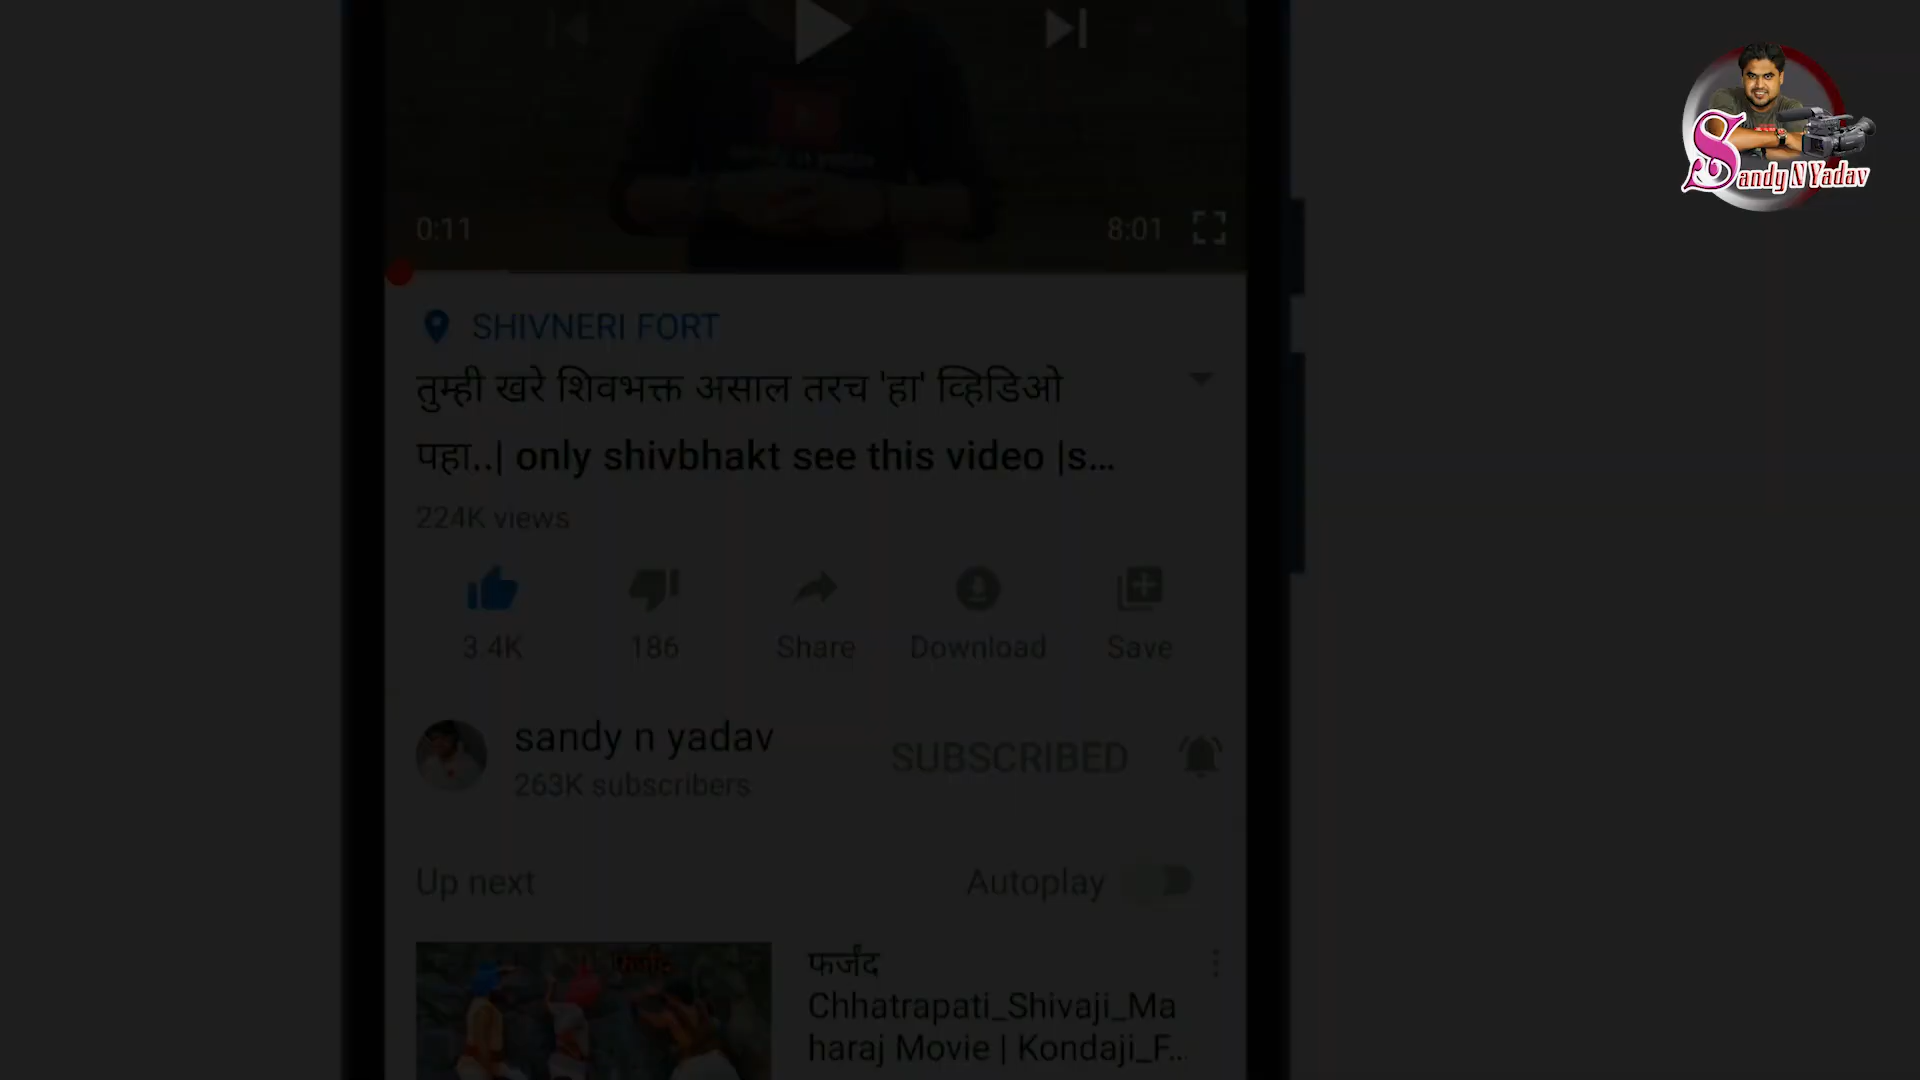 Sandy N Yadav
0:11
8:01
SHIVNERI FORT
तुम्ही खरे शिवभक्त असाल तरच 'हा' व्हिडिओ
पहा..| only shivbhakt see this video |s...
224K views
3.4K
186
Share
Download
Save
sandy n yadav
SUBSCRIBED
263K subscribers
Up next
Autoplay
फर्जंद
Chhatrapati_Shivaji_Ma
haraj Movie | Kondaji_F...